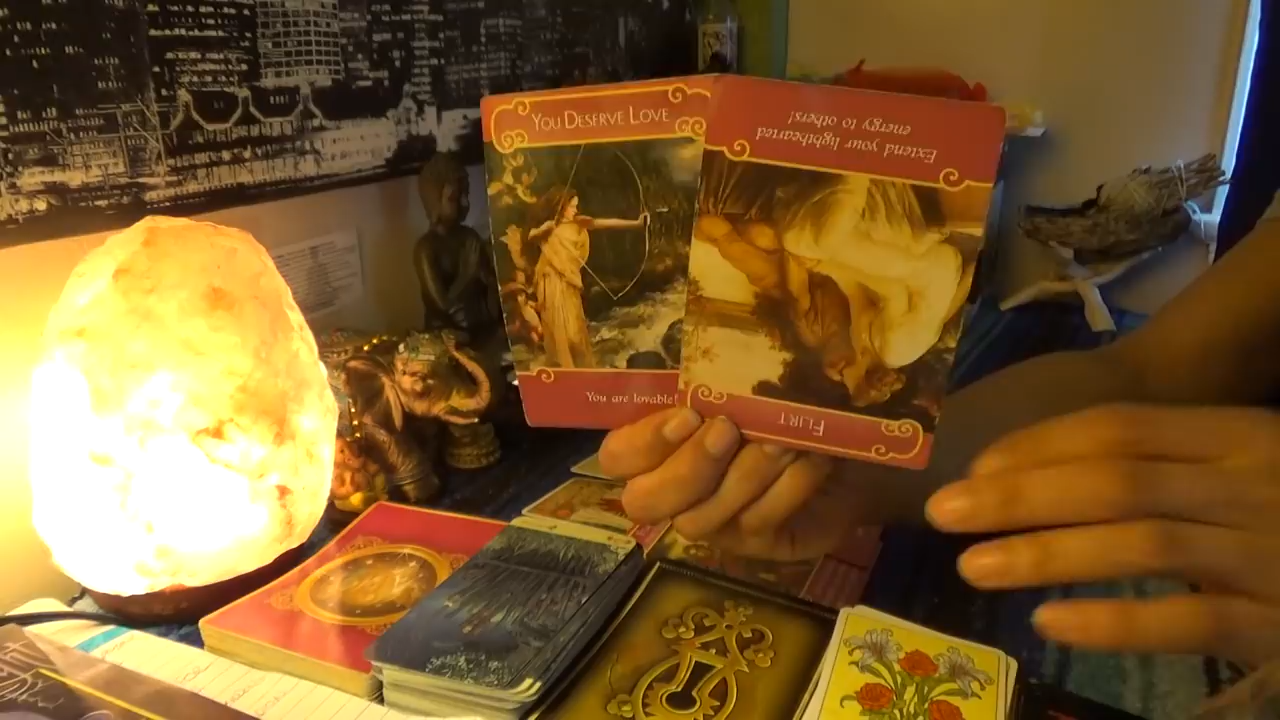 YOU DESERVE LOVE
You are lovable!
Extend your lighthearted
energy to others!
FLIRT